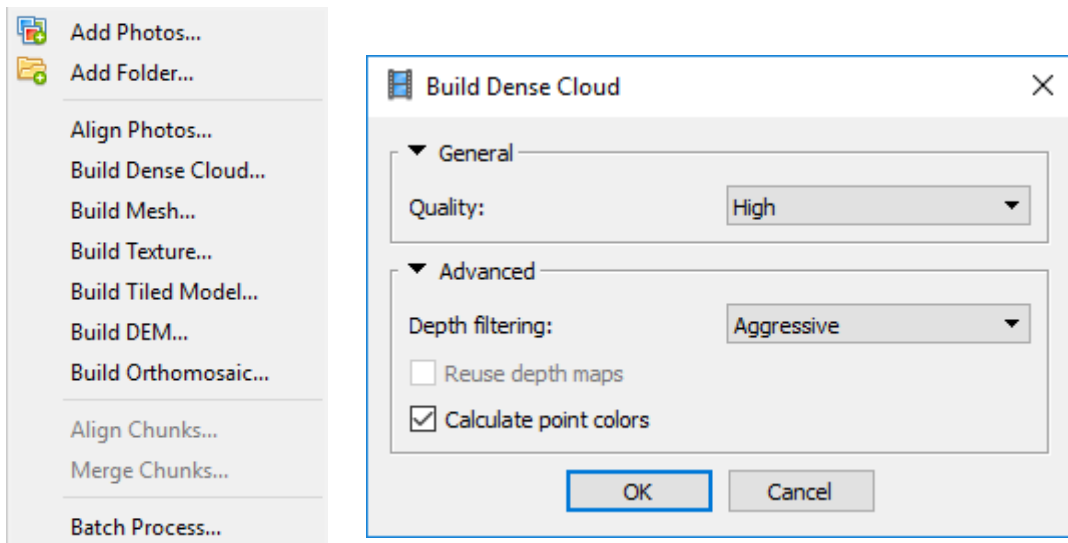 Add Photos...
Add Folder...
Align Photos...
Build Dense Cloud...
Build Mesh...
Build Texture...
Build Tiled Model...
Build DEM...
Build Orthomosaic...
Align Chunks...
Merge Chunks...
Batch Process...
Build Dense Cloud
General
Quality: High
Advanced
Depth filtering: Aggressive
Reuse depth maps
Calculate point colors
OK Cancel